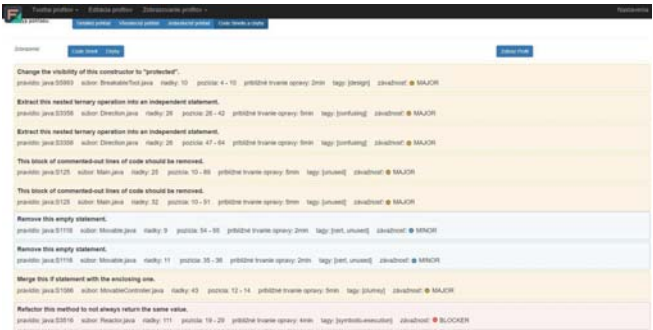 Tvorba profilov Editácia profilov Zobrazovanie profilov Nastavenia
pohľadu: Code Smells a chyby
Zobrazenie: Code Smell Chyby Zobraz Profil
Change the visibility of this constructor to "protected".
pravidlo: java:S5993 súbor: BreakableTool.java riadky: 10 pozícia: 4 - 10 približné trvanie opravy: 2min tagy: [design] závažnosť: MAJOR
Extract this nested ternary operation into an independent statement.
pravidlo: java:S3358 súbor: Direction.java riadky: 26 pozícia: 26 - 42 približné trvanie opravy: 5min tagy: [confusing] závažnosť: MAJOR
Extract this nested ternary operation into an independent statement.
pravidlo: java:S3358 súbor: Direction.java riadky: 26 pozícia: 47 - 64 približné trvanie opravy: 5min tagy: [confusing] závažnosť: MAJOR
This block of commented-out lines of code should be removed.
pravidlo: java:S125 súbor: Main.java riadky: 25 pozícia: 10 - 89 približné trvanie opravy: 5min tagy: [unused] závažnosť: MAJOR
This block of commented-out lines of code should be removed.
pravidlo: java:S125 súbor: Main.java riadky: 32 pozícia: 10 - 51 približné trvanie opravy: 5min tagy: [unused] závažnosť: MAJOR
Remove this empty statement.
pravidlo: java:S1116 súbor: Movable.java riadky: 9 pozícia: 54 - 55 približné trvanie opravy: 2min tagy: [cert, unused] závažnosť: MINOR
Remove this empty statement.
pravidlo: java:S1116 súbor: Movable.java riadky: 11 pozícia: 35 - 36 približné trvanie opravy: 2min tagy: [cert, unused] závažnosť: MINOR
Merge this if statement with the enclosing one.
pravidlo: java:S1066 súbor: MovableController.java riadky: 43 pozícia: 12 - 14 približné trvanie opravy: 5min tagy: [clumsy] závažnosť: MAJOR
Refactor this method to not always return the same value.
pravidlo: java:S3516 súbor: Reactor.java riadky: 111 pozícia: 19 - 29 približné trvanie opravy: 4min tagy: [symbolic-execution] závažnosť: BLOCKER